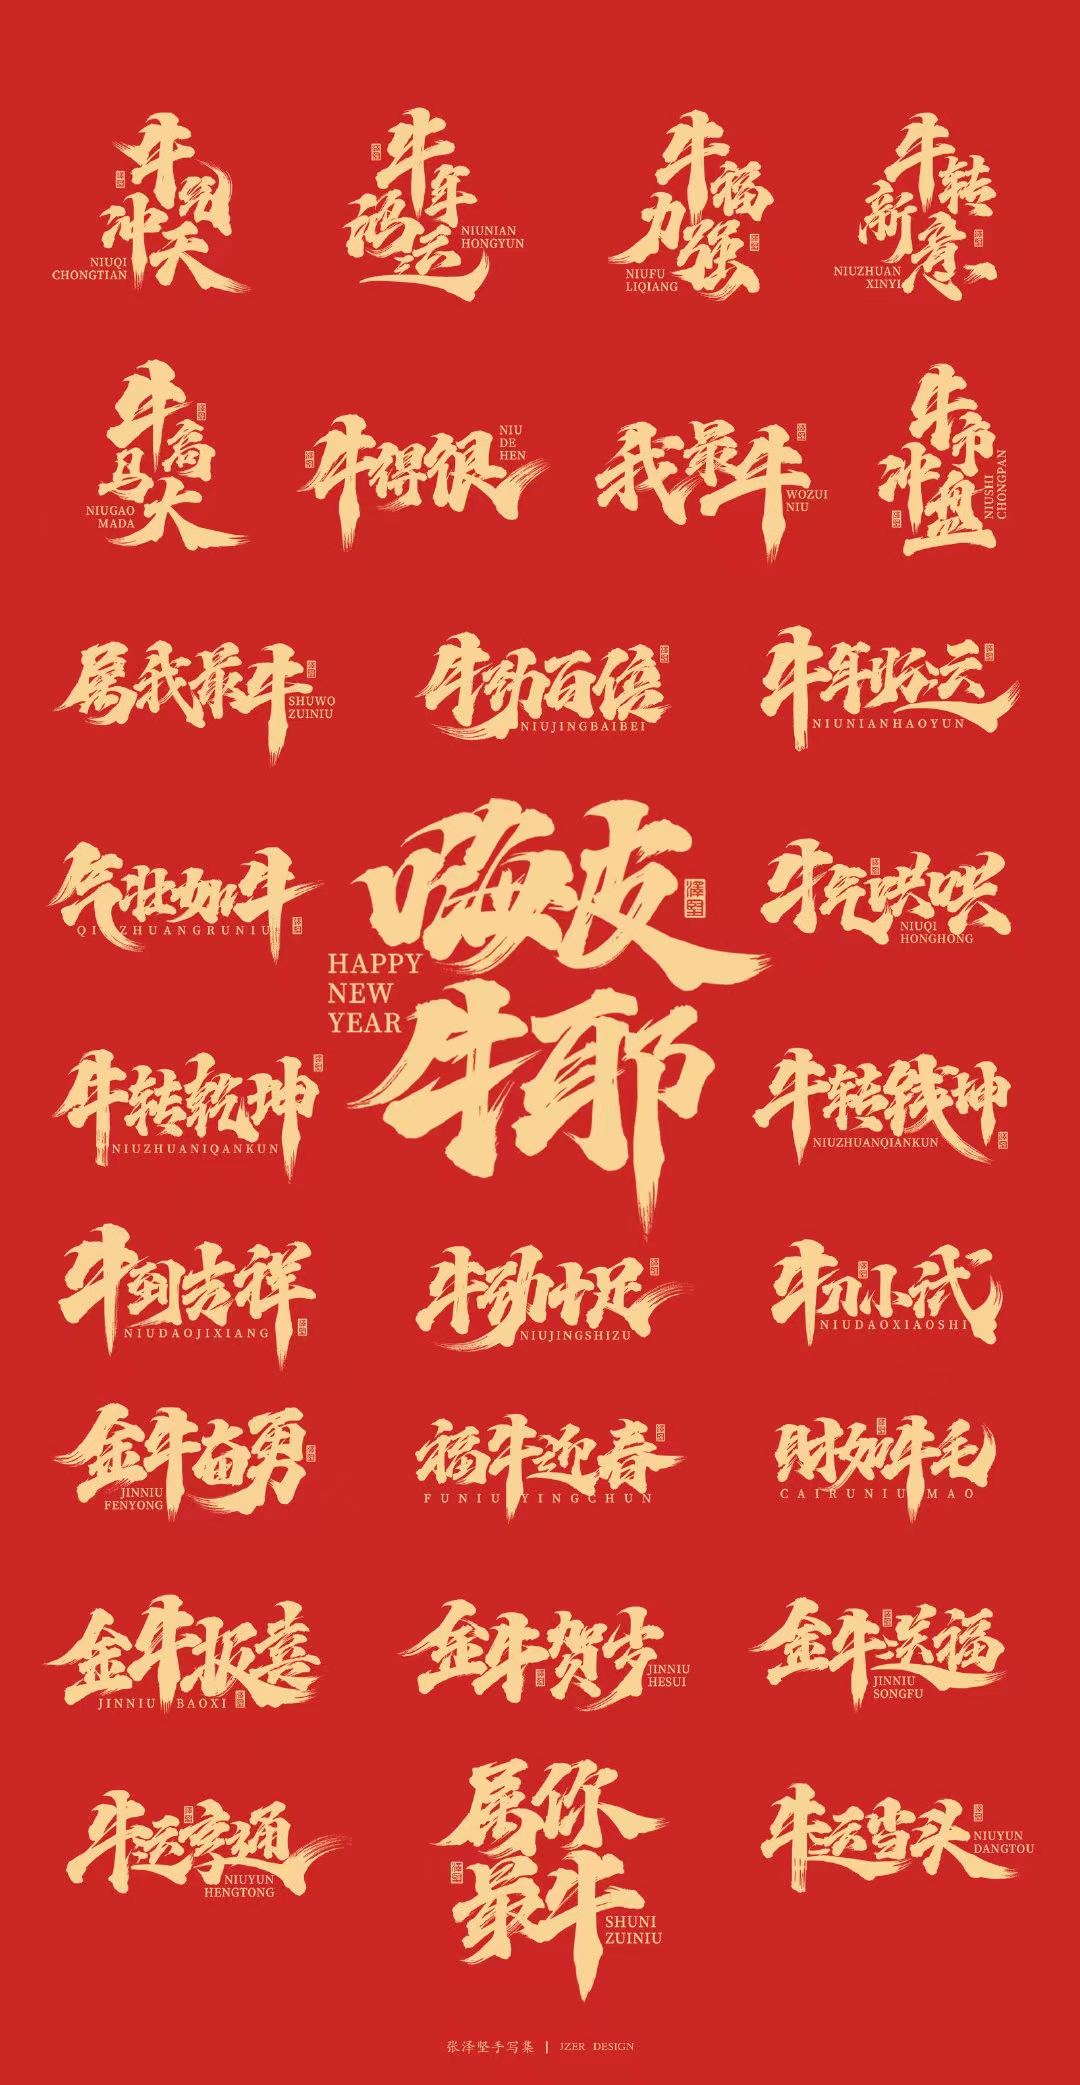 牛气冲天
NIUQI
CHONGTIAN
牛年鸿运
NIUNIAN
HONGYUN
牛福力强
NIUFU
LIQIANG
牛转新意
NIUZHUAN
XINYI
牛高马大
NIUGAO
MADA
牛得很
NIU
DE
HEN
我最牛
WOZUI
NIU
牛市冲盘
NIUSHI
CHONGPAN
属我最牛
SHUWO
ZUINIU
牛劲百倍
NIUJINGBAIBEI
牛年好运
NIUNIANHAOYUN
气壮如牛
QIZHUANGRUNIU
嗨皮
牛耶
泽坚
HAPPY
NEW
YEAR
牛气哄哄
NIUQI
HONGHONG
牛转乾坤
NIUZHUANIQANKUN
牛转钱坤
NIUZHUANQIANKUN
牛到吉祥
NIUDAOJIXIANG
牛劲十足
NIUJINGSHIZU
牛刀小试
NIUDAOXIAOSHI
金牛奋勇
JINNIU
FENYONG
福牛迎春
FUNIUYINGCHUN
财如牛毛
CAIRUNIUMAO
金牛报喜
JINNIU BAOXI
金牛贺岁
JINNIU
HESUI
金牛送福
JINNIU
SONGFU
牛运亨通
NIUYUN
HENGTONG
属你
最牛
SHUNI
ZUINIU
牛运当头
NIUYUN
DANGTOU
张泽坚手写集 | JZER DESIGN